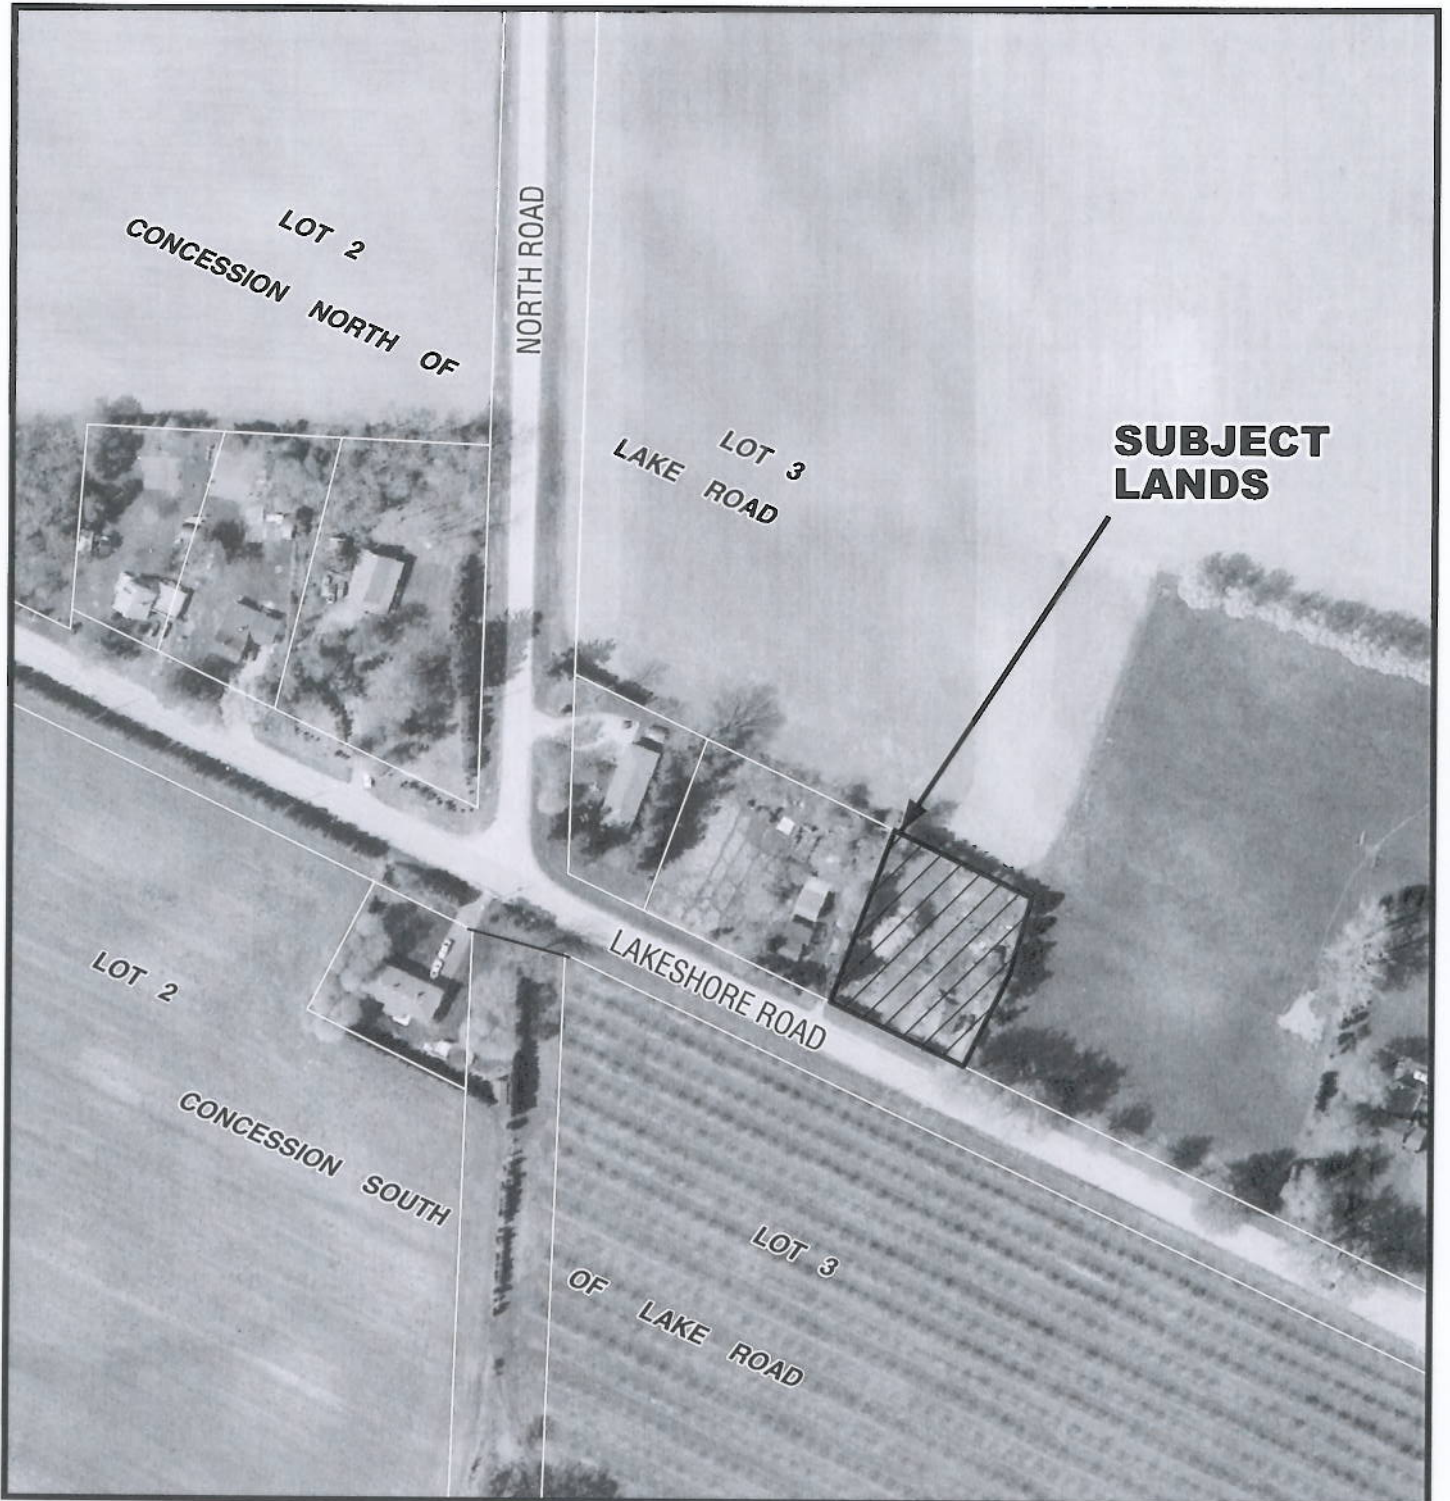 LOT 2
CONCESSION NORTH OF
NORTH ROAD
LOT 3
LAKE ROAD
SUBJECT
LANDS
LAKESHORE ROAD
LOT 2
CONCESSION SOUTH
LOT 3
OF LAKE ROAD